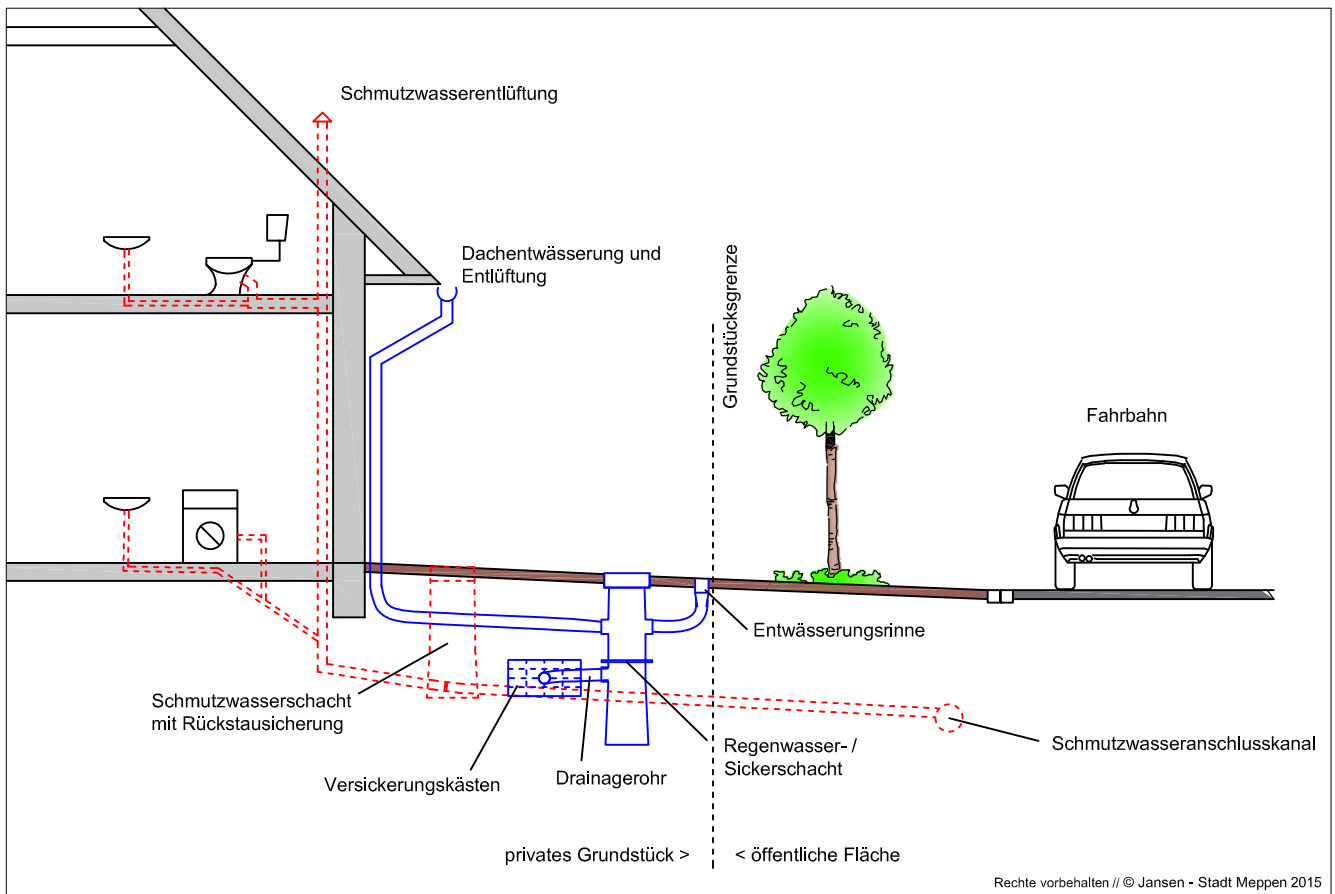 Schmutzwasserentlüftung
Dachentwässerung und
Entlüftung
Grundstücksgrenze
Fahrbahn
Entwässerungsrinne
Schmutzwasserschacht
mit Rückstausicherung
Regenwasser- /
Sickerschacht
Schmutzwasseranschlusskanal
Versickerungskästen
Drainagerohr
privates Grundstück >
< öffentliche Fläche
Rechte vorbehalten // © Jansen - Stadt Meppen 2015